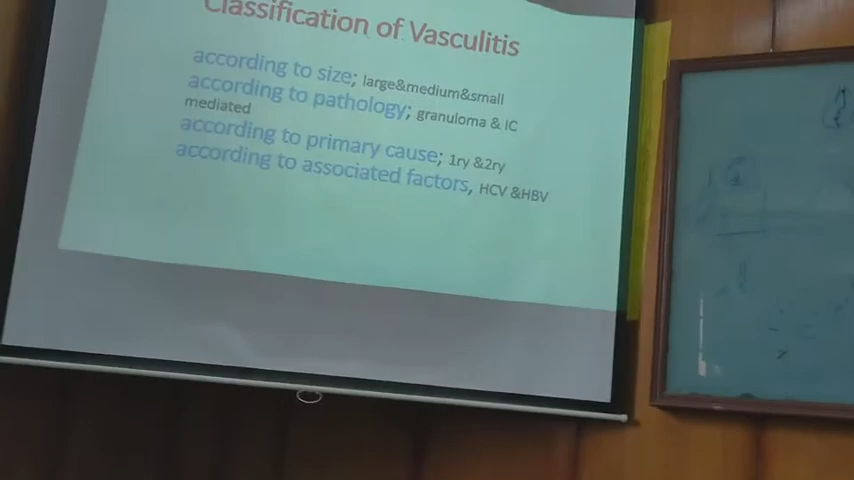 Classification of Vasculitis
according to size; large&medium&small
according to pathology; granuloma & IC
mediated
according to primary cause; 1ry &2ry
according to Associated factors, HCV &HBV